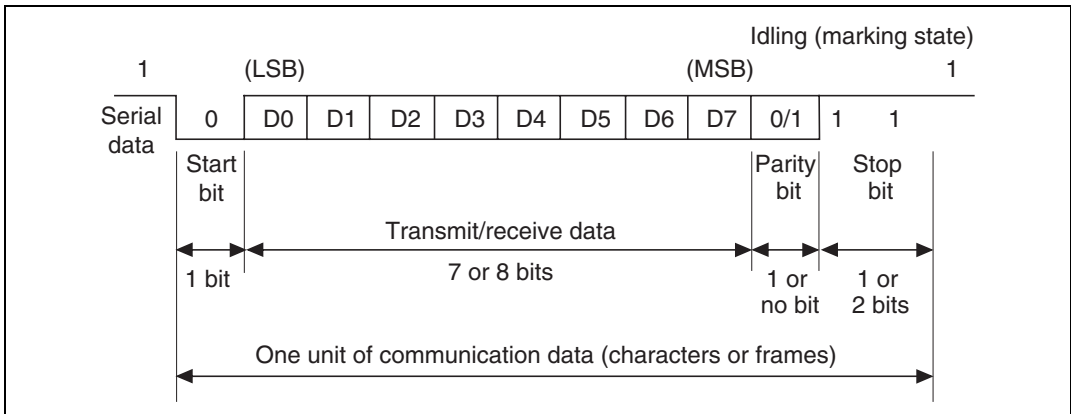 Idling (marking state)
1 (LSB) (MSB) 1
Serial data 0 D0 D1 D2 D3 D4 D5 D6 D7 0/1 1 1
Start bit
Parity bit
Stop bit
Transmit/receive data
1 bit
7 or 8 bits
1 or no bit
1 or 2 bits
One unit of communication data (characters or frames)